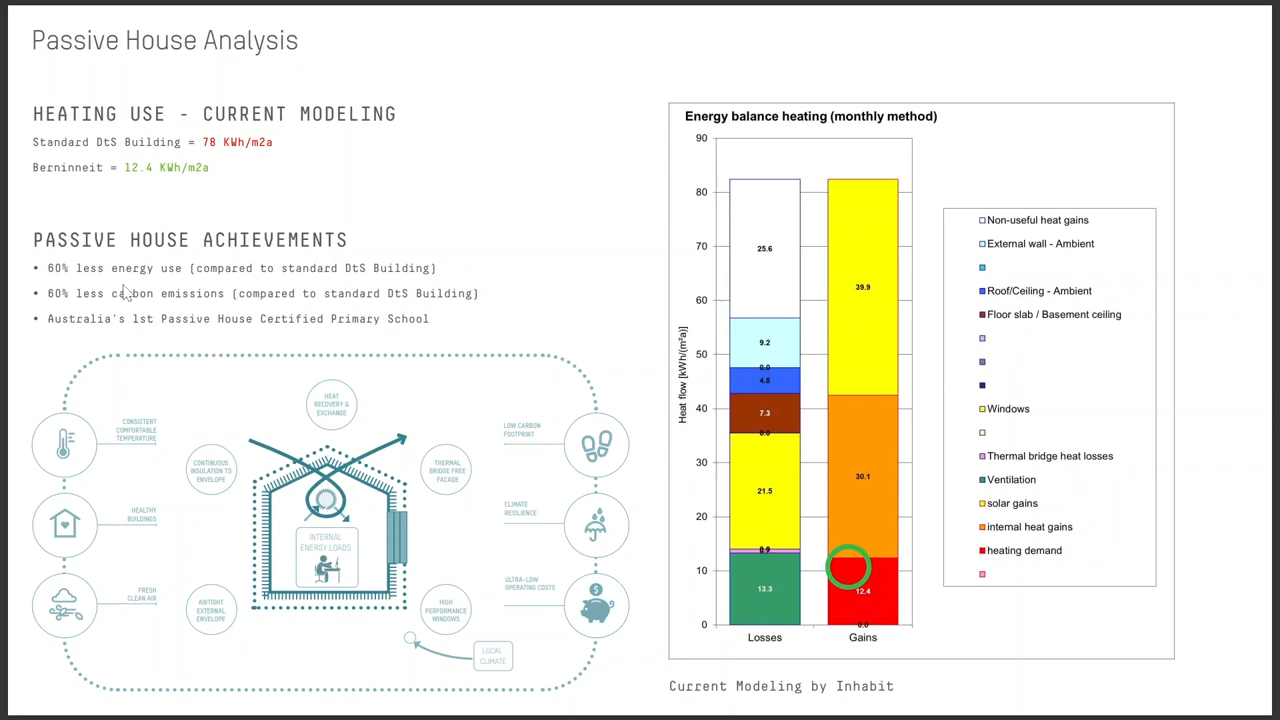 Passive House Analysis
HEATING USE - CURRENT MODELING
Standard DtS Building = 78 KWh/m2a
Berninneit = 12.4 KWh/m2a
PASSIVE HOUSE ACHIEVEMENTS
• 60% less energy use (compared to standard DtS Building)
• 60% less carbon emissions (compared to standard DtS Building)
• Australia's 1st Passive House Certified Primary School
HEAT
RECOVERY &
EXCHANGE
CONSISTENT
COMFORTABLE
TEMPERATURE
LOW CARBON
FOOTPRINT
CONTINUOUS
INSULATION TO
ENVELOPE
THERMAL
BRIDGE FREE
FACADE
HEALTHY
BUILDINGS
CLIMATE
RESILIENCE
INTERNAL
ENERGY LOADS
FRESH
CLEAN AIR
ULTRA-LOW
OPERATING COSTS
$
AIRTIGHT
EXTERNAL
ENVELOPE
HIGH
PERFORMANCE
WINDOWS
LOCAL
CLIMATE
Energy balance heating (monthly method)
Heat flow [kWh/(m²a)]
90
80
70
60
50
40
30
20
10
0
25.6
9.2
0.0
4.8
7.3
0.0
21.5
13.3
39.9
30.1
12.4
0.0
Losses
Gains
Non-useful heat gains
External wall - Ambient
Roof/Ceiling - Ambient
Floor slab / Basement ceiling
Windows
Thermal bridge heat losses
Ventilation
solar gains
internal heat gains
heating demand
Current Modeling by Inhabit